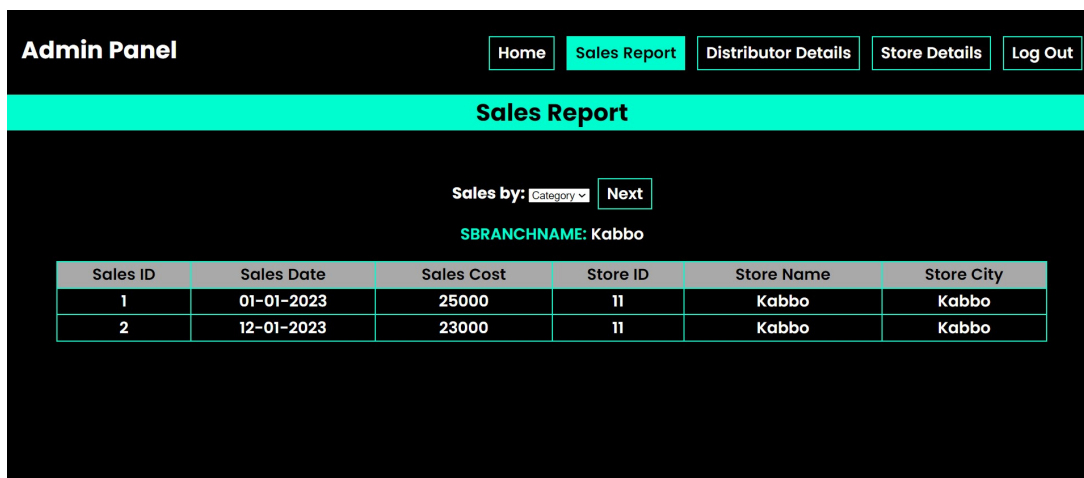 Admin Panel Home Sales Report Distributor Details Store Details Log Out
Sales Report
Sales by: Category Next
SBRANCHNAME: Kabbo
Sales ID Sales Date Sales Cost Store ID Store Name Store City
1 01-01-2023 25000 11 Kabbo Kabbo
2 12-01-2023 23000 11 Kabbo Kabbo